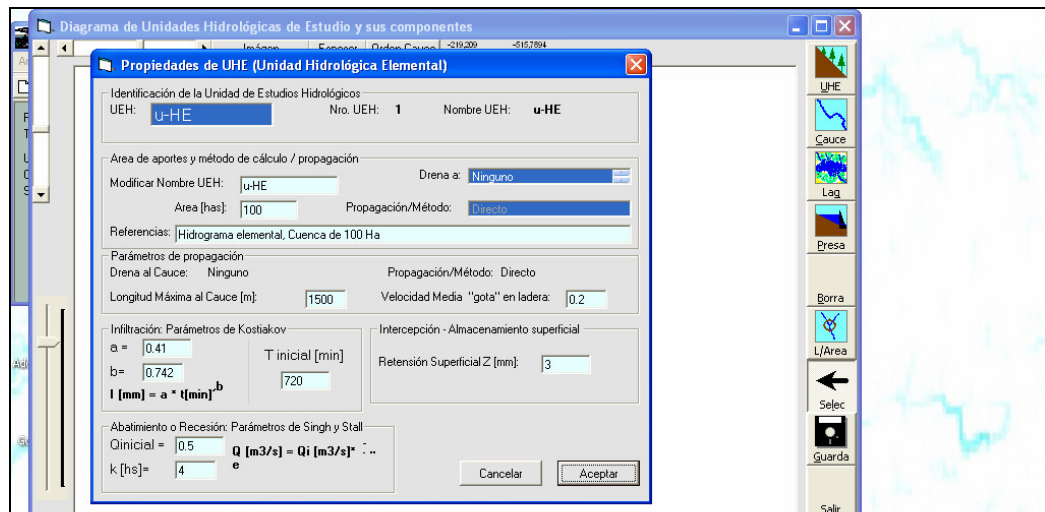 Diagrama de Unidades Hidrológicas de Estudio y sus componentes
Imágen Espesor Orden Cauce -219,209 -515,7894
Propiedades de UHE (Unidad Hidrológica Elemental)
Identificación de la Unidad de Estudios Hidrológicos
UEH: u-HE Nro. UEH: 1 Nombre UEH: u-HE
Area de aportes y método de cálculo / propagación
Modificar Nombre UEH: u-HE Drena a: Ninguno
Area [has]: 100 Propagación/Método: Directo
Referencias: Hidrograma elemental, Cuenca de 100 Ha
Parámetros de propagación
Drena al Cauce: Ninguno Propagación/Método: Directo
Longitud Máxima al Cauce [m]: 1500 Velocidad Media "gota" en ladera: 0.2
Infiltración: Parámetros de Kostiakov
a = 0.41
b= 0.742
I [mm] = a * t[min]^b
T inicial [min]
720
Intercepción - Almacenamiento superficial
Retensión Superficial Z [mm]: 3
Abatimiento o Recesión: Parámetros de Singh y Stall
Qinicial = 0.5 Q [m3/s] = Qi [m3/s]*
k [hs]= 4 e
Cancelar Aceptar
UHE
Cauce
Lag
Presa
Borra
L/Area
Selec
Guarda
Salir